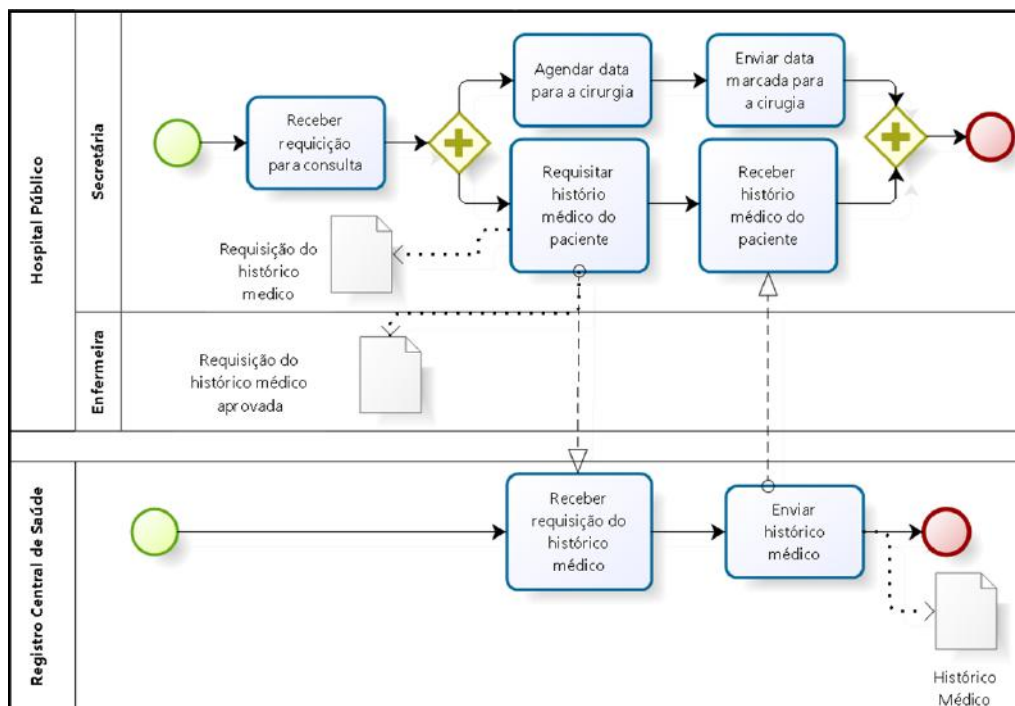 Hospital Público
Secretária
Receber
requicição
para consulta
Agendar data
para a cirurgia
Enviar data
marcada para
a cirugia
Requisitar
histório
médico do
paciente
Receber
histório
médico do
paciente
Requisição do
histórico
medico
Enfermeira
Requisição do
histórico médico
aprovada
Registro Central de Saúde
Receber
requisição do
histórico
médico
Enviar
histórico
médico
Histórico
Médico